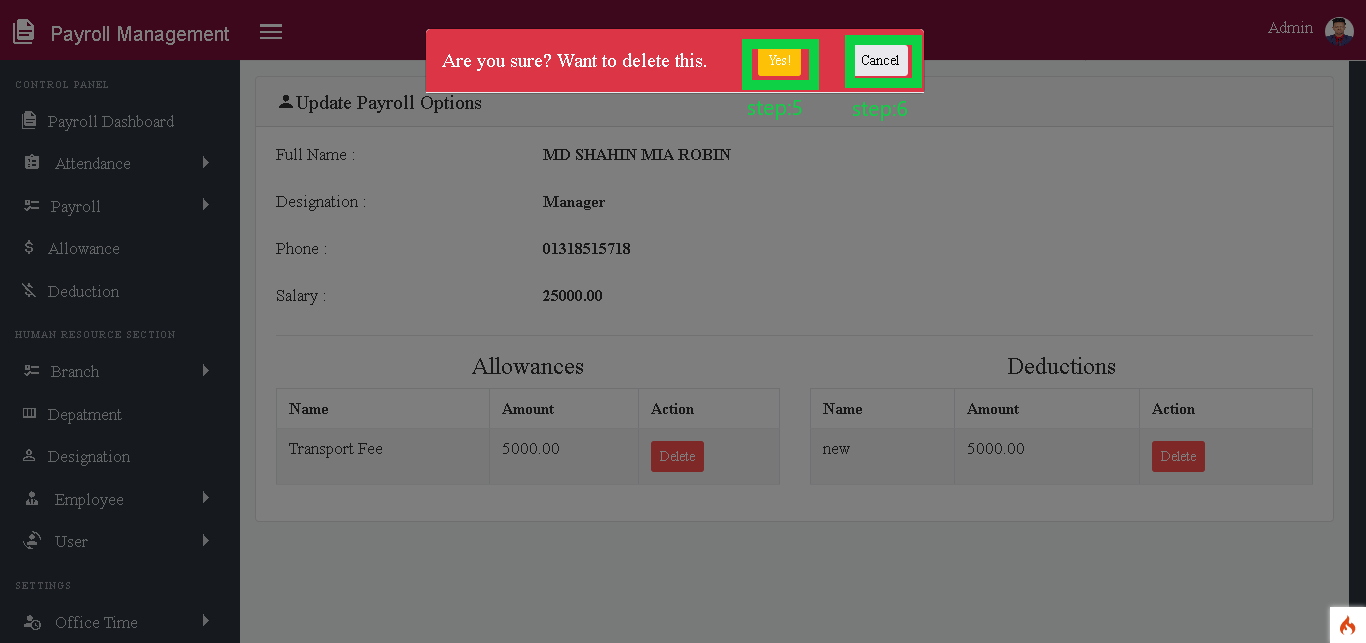 Payroll Management
Admin
Are you sure? Want to delete this.
Yes!
Cancel
step:5
step:6
CONTROL PANEL
Payroll Dashboard
Attendance
Payroll
Allowance
Deduction
HUMAN RESOURCE SECTION
Branch
Depatment
Designation
Employee
User
SETTINGS
Office Time
Update Payroll Options
Full Name : MD SHAHIN MIA ROBIN
Designation : Manager
Phone : 01318515718
Salary : 25000.00
Allowances
Name Amount Action
Transport Fee 5000.00 Delete
Deductions
Name Amount Action
new 5000.00 Delete